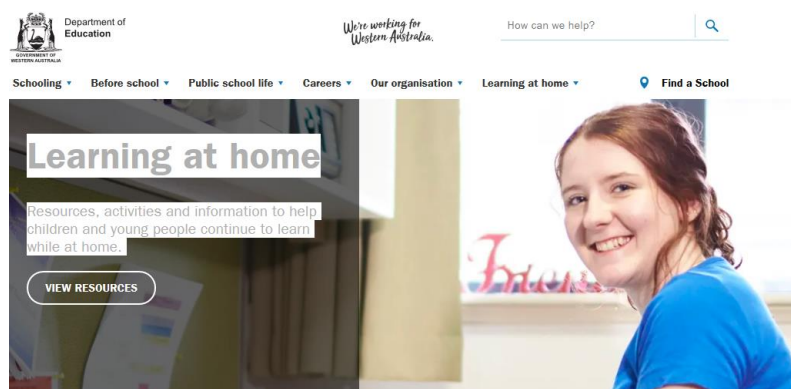 Department of
Education
GOVERNMENT OF
WESTERN AUSTRALIA
We're working for
Western Australia.
How can we help?
Schooling
Before school
Public school life
Careers
Our organisation
Learning at home
Find a School
Learning at home
Resources, activities and information to help
children and young people continue to learn
while at home.
VIEW RESOURCES